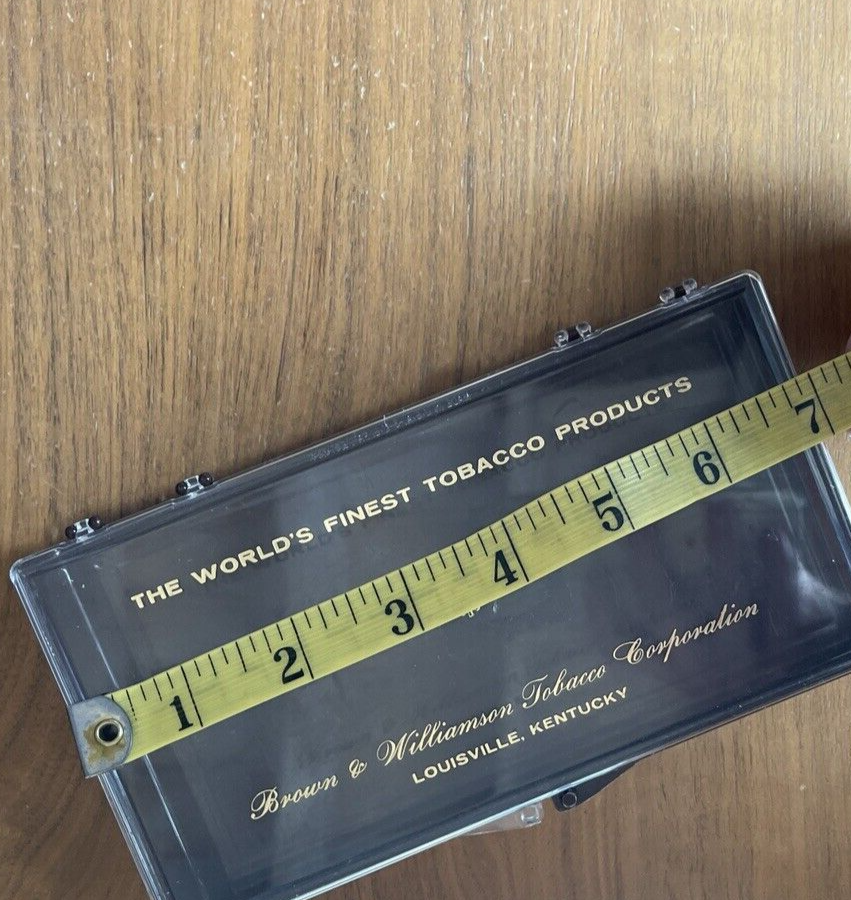 THE WORLD'S FINEST TOBACCO PRODUCTS
1 2 3 4 5 6 7
Brown & Williamson Tobacco Corporation
LOUISVILLE, KENTUCKY